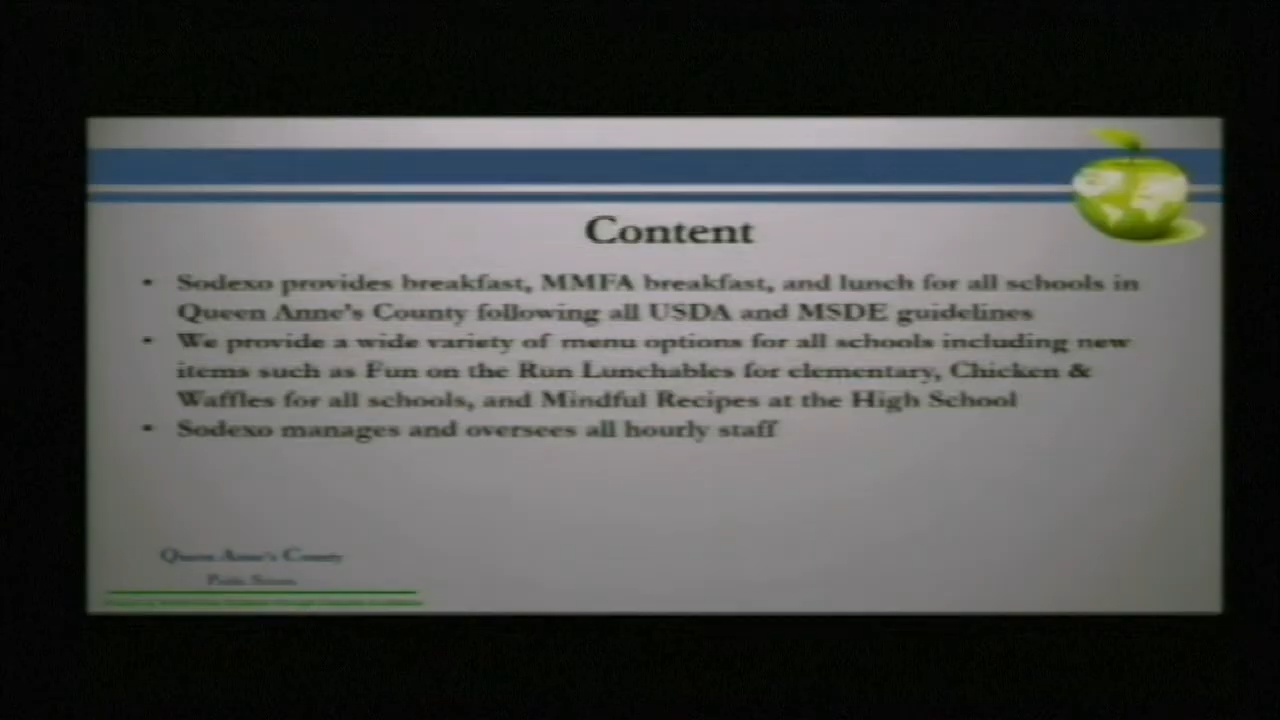 Content
• Sodexo provides breakfast, MMFA breakfast, and lunch for all schools in
Queen Anne's County following all USDA and MSDE guidelines
• We provide a wide variety of menu options for all schools including new
items such as Fun on the Run Lunchables for elementary, Chicken &
Waffles for all schools, and Mindful Recipes at the High School
• Sodexo manages and oversees all hourly staff
Queen Anne's County